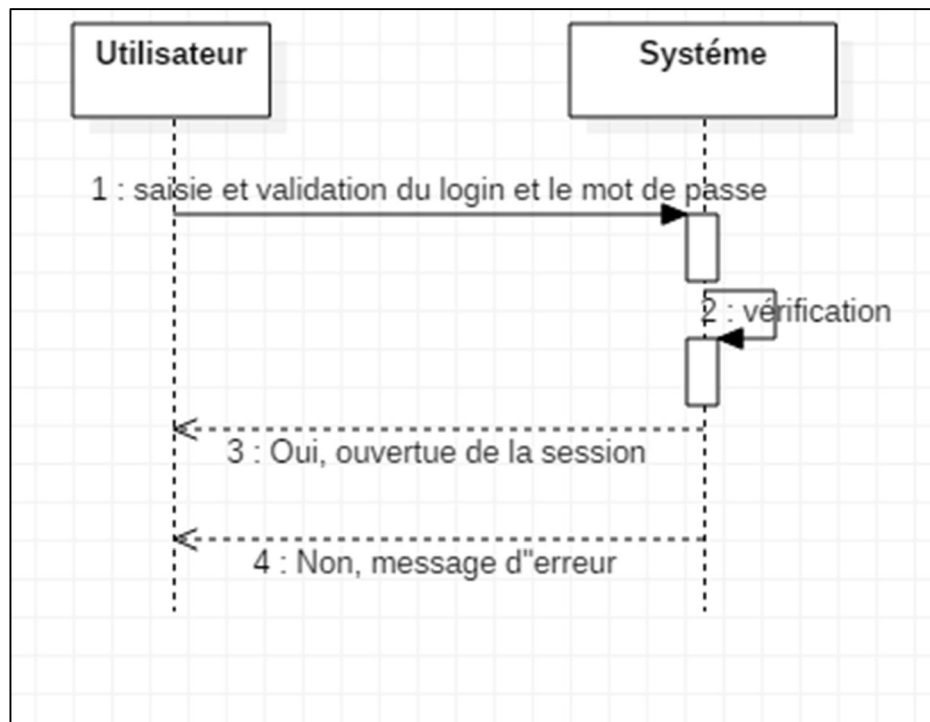 Utilisateur
Systéme
1 : saisie et validation du login et le mot de passe
2 : vérification
3 : Oui, ouvertue de la session
4 : Non, message d"erreur